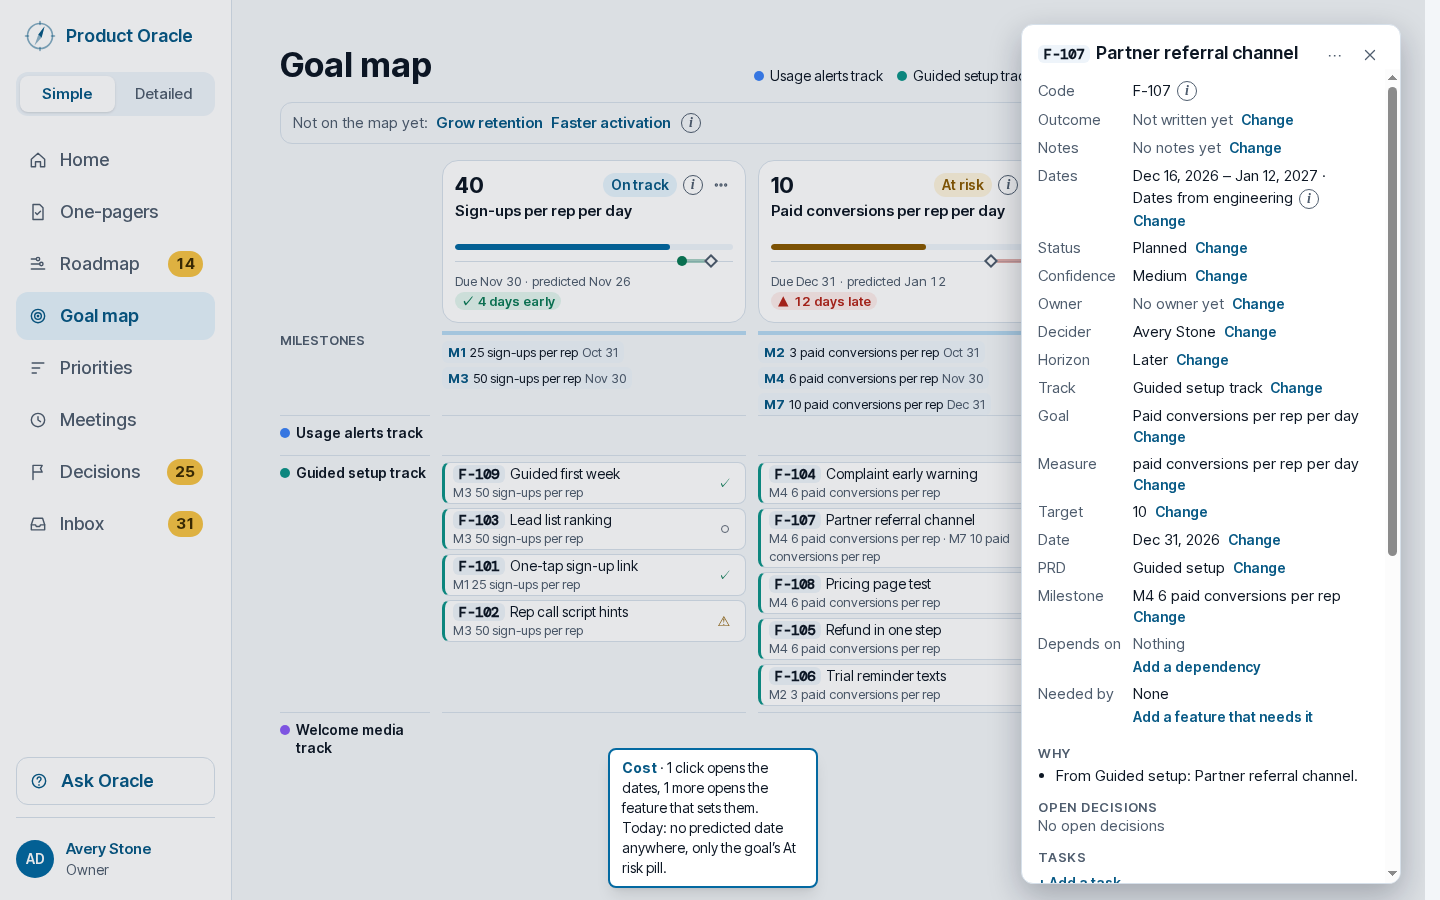 Product Oracle
Simple
Detailed
Home
One-pagers
Roadmap 14
Goal map
Priorities
Meetings
Decisions 25
Inbox 31
Ask Oracle
AD
Avery Stone
Owner
Goal map
Usage alerts track
Guided setup
Not on the map yet: Grow retention Faster activation i
40 On track i •••
Sign-ups per rep per day
Due Nov 30 · predicted Nov 26
✓ 4 days early
10 At risk i
Paid conversions per rep per day
Due Dec 31 · predicted Jan 12
▲ 12 days late
MILESTONES
M1 25 sign-ups per rep Oct 31
M3 50 sign-ups per rep Nov 30
M2 3 paid conversions per rep Oct 31
M4 6 paid conversions per rep Nov 30
M7 10 paid conversions per rep Dec 31
Usage alerts track
Guided setup track
F-109 Guided first week
M3 50 sign-ups per rep ✓
F-103 Lead list ranking
M3 50 sign-ups per rep ○
F-101 One-tap sign-up link
M1 25 sign-ups per rep ✓
F-102 Rep call script hints
M3 50 sign-ups per rep ⚠
F-104 Complaint early warning
M4 6 paid conversions per rep
F-107 Partner referral channel
M4 6 paid conversions per rep · M7 10 paid
conversions per rep
F-108 Pricing page test
M4 6 paid conversions per rep
F-105 Refund in one step
M4 6 paid conversions per rep
F-106 Trial reminder texts
M2 3 paid conversions per rep
Welcome media
track
Cost · 1 click opens the
dates, 1 more opens the
feature that sets them.
Today: no predicted date
anywhere, only the goal’s At
risk pill.
F-107 Partner referral channel ···
Code F-107 i
Outcome Not written yet Change
Notes No notes yet Change
Dates Dec 16, 2026 – Jan 12, 2027 ·
Dates from engineering i
Change
Status Planned Change
Confidence Medium Change
Owner No owner yet Change
Decider Avery Stone Change
Horizon Later Change
Track Guided setup track Change
Goal Paid conversions per rep per day
Change
Measure paid conversions per rep per day
Change
Target 10 Change
Date Dec 31, 2026 Change
PRD Guided setup Change
Milestone M4 6 paid conversions per rep
Change
Depends on Nothing
Add a dependency
Needed by None
Add a feature that needs it
WHY
• From Guided setup: Partner referral channel.
OPEN DECISIONS
No open decisions
TASKS
+ Add a task